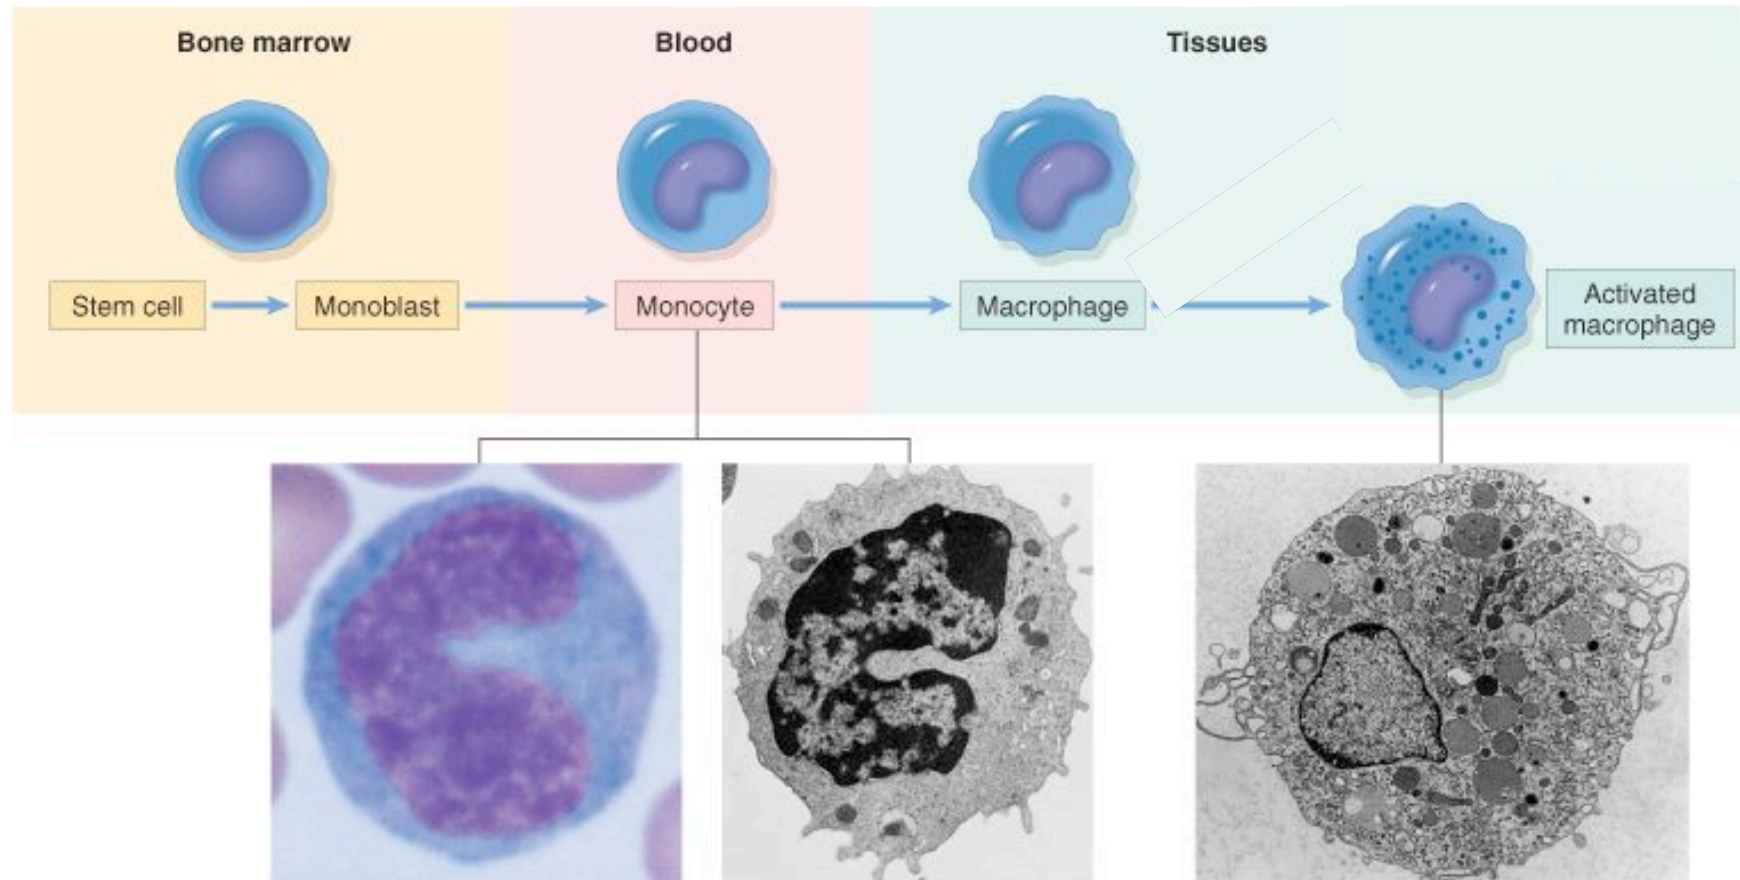 Bone marrow
Blood
Tissues
Stem cell
Monoblast
Monocyte
Macrophage
Activated
macrophage